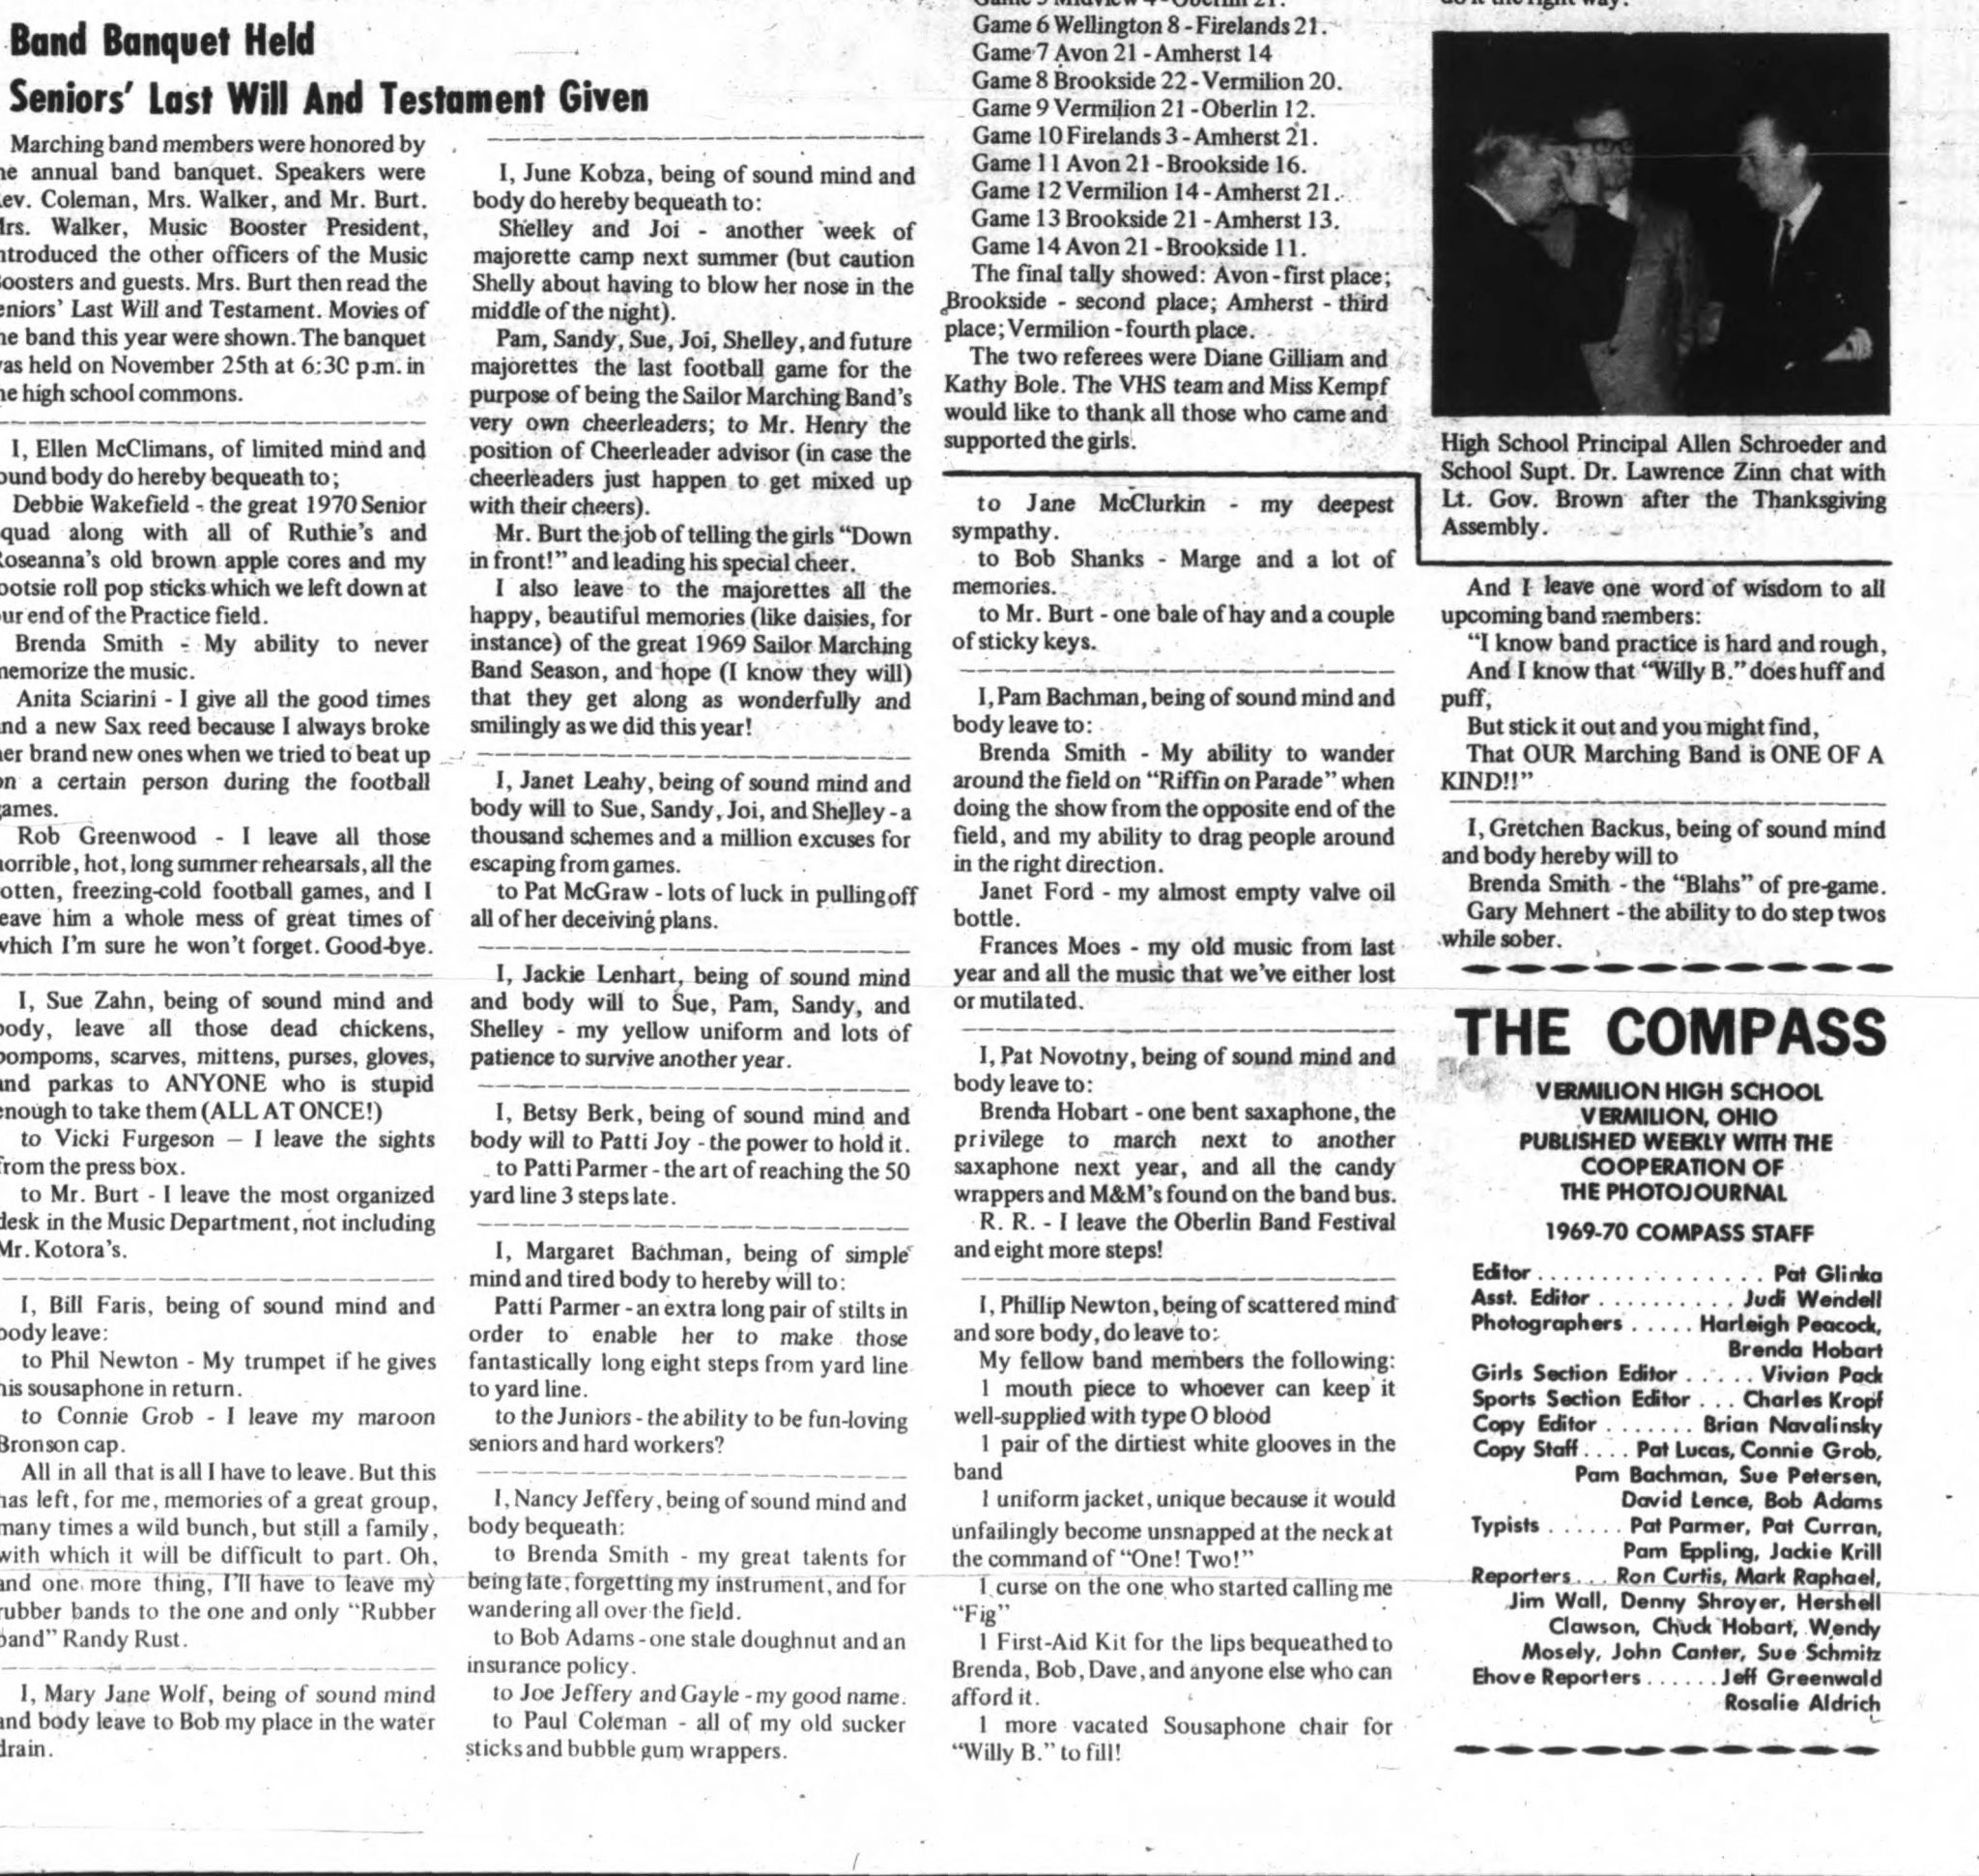 Band Banquet Held
Seniors' Last Will And Testament Given
Marching band members were honored by
he annual band banquet. Speakers were
ev. Coleman, Mrs. Walker, and Mr. Burt.
rs. Walker, Music Booster President,
ntroduced the other officers of the Music
oosters and guests. Mrs. Burt then read the
eniors' Last Will and Testament. Movies of
he band this year were shown. The banquet
as held on November 25th at 6:30 p.m. in
he high school commons.
I, Ellen McClimans, of limited mind and
ound body do hereby bequeath to;
Debbie Wakefield - the great 1970 Senior
quad along with all of Ruthie's and
oseanna's old brown apple cores and my
ootsie roll pop sticks which we left down at
ur end of the Practice field.
Brenda Smith - My ability to never
memorize the music.
Anita Sciarini - I give all the good times
nd a new Sax reed because I always broke
er brand new ones when we tried to beat up
on a certain person during the football
ames.
Rob Greenwood - I leave all those
horrible, hot, long summer rehearsals, all the
otten, freezing-cold football games, and I
eave him a whole mess of great times of
which I'm sure he won't forget. Good-bye.
I, Sue Zahn, being of sound mind and
body, leave all those dead chickens,
pompoms, scarves, mittens, purses, gloves,
and parkas to ANYONE who is stupid
enough to take them (ALL AT ONCE!)
to Vicki Furgeson — I leave the sights
from the press box.
to Mr. Burt - I leave the most organized
desk in the Music Department, not including
Mr. Kotora's.
I, Bill Faris, being of sound mind and
body leave:
to Phil Newton - My trumpet if he gives
his sousaphone in return.
to Connie Grob - I leave my maroon
Bronson cap.
All in all that is all I have to leave. But this
has left, for me, memories of a great group,
many times a wild bunch, but still a family,
with which it will be difficult to part. Oh,
and one more thing, I'll have to leave my
rubber bands to the one and only "Rubber
band" Randy Rust.
I, Mary Jane Wolf, being of sound mind
and body leave to Bob my place in the water
drain.
I, June Kobza, being of sound mind and
body do hereby bequeath to:
Shelley and Joi - another week of
majorette camp next summer (but caution
Shelly about having to blow her nose in the
middle of the night).
Pam, Sandy, Sue, Joi, Shelley, and future
majorettes the last football game for the
purpose of being the Sailor Marching Band's
very own cheerleaders; to Mr. Henry the
position of Cheerleader advisor (in case the
cheerleaders just happen to get mixed up
with their cheers).
Mr. Burt the job of telling the girls "Down
in front!" and leading his special cheer.
I also leave to the majorettes all the
happy, beautiful memories (like daisies, for
instance) of the great 1969 Sailor Marching
Band Season, and hope (I know they will)
that they get along as wonderfully and
smilingly as we did this year!
I, Janet Leahy, being of sound mind and
body will to Sue, Sandy, Joi, and Shelley - a
thousand schemes and a million excuses for
escaping from games.
to Pat McGraw - lots of luck in pulling off
all of her deceiving plans.
I, Jackie Lenhart, being of sound mind
and body will to Sue, Pam, Sandy, and
Shelley - my yellow uniform and lots of
patience to survive another year.
I, Betsy Berk, being of sound mind and
body will to Patti Joy - the power to hold it.
to Patti Parmer - the art of reaching the 50
yard line 3 steps late.
I, Margaret Bachman, being of simple
mind and tired body to hereby will to:
Patti Parmer - an extra long pair of stilts in
order to enable her to make those
fantastically long eight steps from yard line
to yard line.
to the Juniors - the ability to be fun-loving
seniors and hard workers?
I, Nancy Jeffery, being of sound mind and
body bequeath:
to Brenda Smith - my great talents for
being late, forgetting my instrument, and for
wandering all over the field.
to Bob Adams - one stale doughnut and an
insurance policy.
to Joe Jeffery and Gayle - my good name.
to Paul Coleman - all of my old sucker
sticks and bubble gum wrappers.
Game 5 Midview 4 - Oberlin 21.
Game 6 Wellington 8 - Firelands 21.
Game 7 Avon 21 - Amherst 14
Game 8 Brookside 22 - Vermilion 20.
Game 9 Vermilion 21 - Oberlin 12.
Game 10 Firelands 3 - Amherst 21.
Game 11 Avon 21 - Brookside 16.
Game 12 Vermilion 14 - Amherst 21.
Game 13 Brookside 21 - Amherst 13.
Game 14 Avon 21 - Brookside 11.
The final tally showed: Avon - first place;
Brookside - second place; Amherst - third
place; Vermilion - fourth place.
The two referees were Diane Gilliam and
Kathy Bole. The VHS team and Miss Kempf
would like to thank all those who came and
supported the girls.
to Jane McClurkin - my deepest
sympathy.
to Bob Shanks - Marge and a lot of
memories.
to Mr. Burt - one bale of hay and a couple
of sticky keys.
I, Pam Bachman, being of sound mind and
body leave to:
Brenda Smith - My ability to wander
around the field on "Riffin on Parade" when
doing the show from the opposite end of the
field, and my ability to drag people around
in the right direction.
Janet Ford - my almost empty valve oil
bottle.
Frances Moes - my old music from last
year and all the music that we've either lost
or mutilated.
I, Pat Novotny, being of sound mind and
body leave to:
Brenda Hobart - one bent saxaphone, the
privilege to march next to another
saxaphone next year, and all the candy
wrappers and M&M's found on the band bus.
R. R. - I leave the Oberlin Band Festival
and eight more steps!
I, Phillip Newton, being of scattered mind
and sore body, do leave to:
My fellow band members the following:
1 mouth piece to whoever can keep it
well-supplied with type O blood
1 pair of the dirtiest white glooves in the
band
1 uniform jacket, unique because it would
unfailingly become unsnapped at the neck at
the command of "One! Two!"
1 curse on the one who started calling me
"Fig"
1 First-Aid Kit for the lips bequeathed to
Brenda, Bob, Dave, and anyone else who can
afford it.
1 more vacated Sousaphone chair for
"Willy B." to fill!
do it the right way.
High School Principal Allen Schroeder and
School Supt. Dr. Lawrence Zinn chat with
Lt. Gov. Brown after the Thanksgiving
Assembly.
And I leave one word of wisdom to all
upcoming band members:
"I know band practice is hard and rough,
And I know that "Willy B." does huff and
puff,
But stick it out and you might find,
That OUR Marching Band is ONE OF A
KIND!!"
I, Gretchen Backus, being of sound mind
and body hereby will to
Brenda Smith - the "Blahs" of pre-game.
Gary Mehnert - the ability to do step twos
while sober.
THE COMPASS
VERMILION HIGH SCHOOL
VERMILION, OHIO
PUBLISHED WEEKLY WITH THE
COOPERATION OF
THE PHOTOJOURNAL
1969-70 COMPASS STAFF
Editor . . . . . . . . . . . . . . . . . Pat Glinka
Asst. Editor . . . . . . . . . . . Judi Wendell
Photographers . . . . . Harleigh Peacock,
Brenda Hobart
Girls Section Editor . . . . . Vivian Pack
Sports Section Editor . . . Charles Kropf
Copy Editor . . . . . . . Brian Navalinsky
Copy Staff . . . . Pat Lucas, Connie Grob,
Pam Bachman, Sue Petersen,
David Lence, Bob Adams
Typists . . . . . . . Pat Parmer, Pat Curran,
Pam Eppling, Jackie Krill
Reporters . . . Ron Curtis, Mark Raphael,
Jim Wall, Denny Shroyer, Hershell
Clawson, Chuck Hobart, Wendy
Mosely, John Canter, Sue Schmitz
Ehove Reporters . . . . . . Jeff Greenwald
Rosalie Aldrich